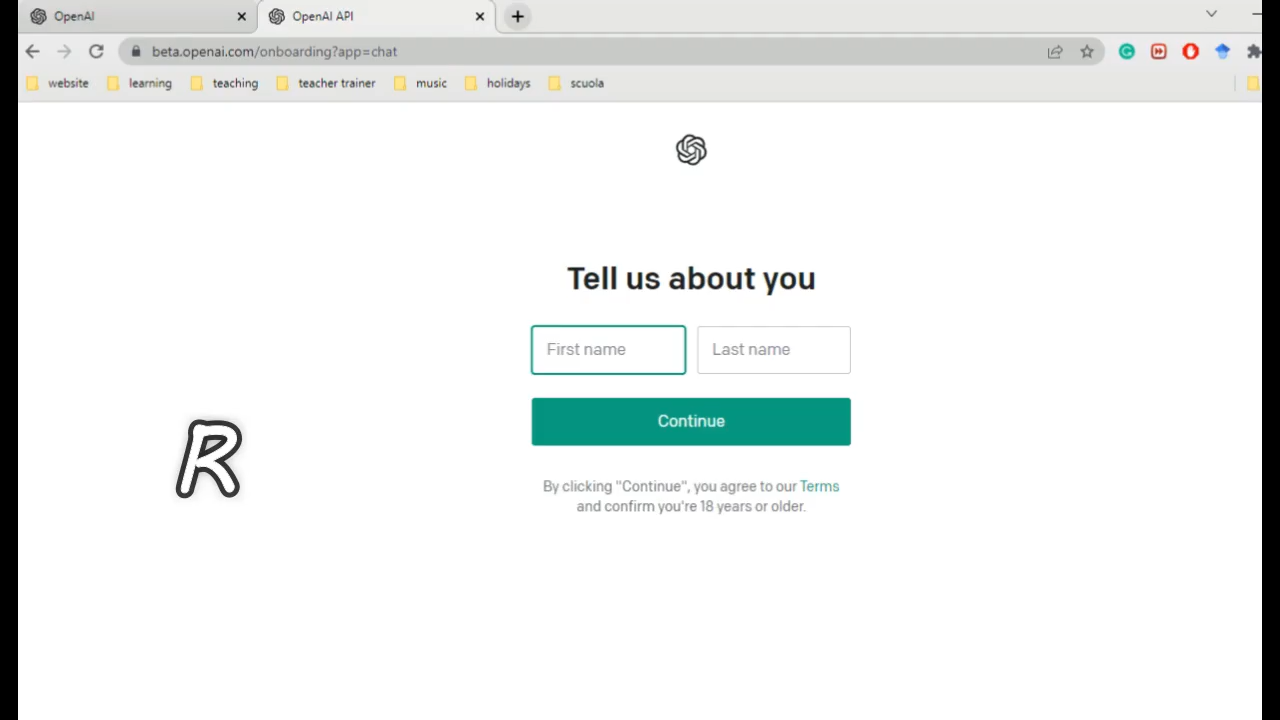 OpenAI
OpenAI API
beta.openai.com/onboarding?app=chat
website learning teaching teacher trainer music holidays scuola
Tell us about you
First name Last name
Continue
R
By clicking "Continue", you agree to our Terms
and confirm you're 18 years or older.